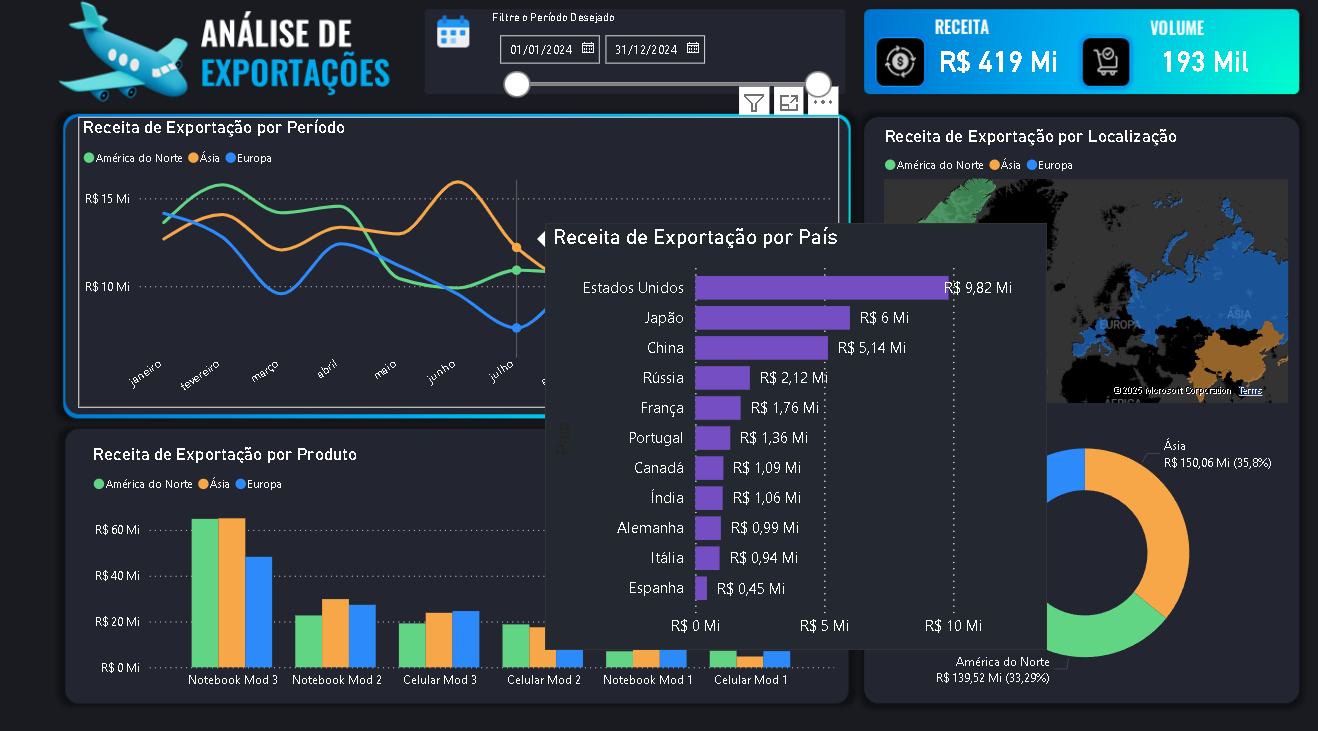 ANÁLISE DE
EXPORTAÇÕES
Filtre o Período Desejado
01/01/2024
31/12/2024
RECEITA
R$ 419 Mi
VOLUME
193 Mil
Receita de Exportação por Período
América do Norte Ásia Europa
R$ 15 Mi
R$ 10 Mi
janeiro
fevereiro
março
abril
maio
junho
julho
Receita de Exportação por Localização
América do Norte Ásia Europa
EUROPA
ÁSIA
ÁFRICA
©2025 Microsoft Corporation Terms
Receita de Exportação por País
Estados Unidos R$ 9,82 Mi
Japão R$ 6 Mi
China R$ 5,14 Mi
Rússia R$ 2,12 Mi
França R$ 1,76 Mi
Portugal R$ 1,36 Mi
Canadá R$ 1,09 Mi
Índia R$ 1,06 Mi
Alemanha R$ 0,99 Mi
Itália R$ 0,94 Mi
Espanha R$ 0,45 Mi
R$ 0 Mi R$ 5 Mi R$ 10 Mi
Receita de Exportação por Produto
América do Norte Ásia Europa
R$ 60 Mi
R$ 40 Mi
R$ 20 Mi
R$ 0 Mi
Notebook Mod 3 Notebook Mod 2 Celular Mod 3 Celular Mod 2 Notebook Mod 1 Celular Mod 1
Ásia
R$ 150,06 Mi (35,8%)
América do Norte
R$ 139,52 Mi (33,29%)